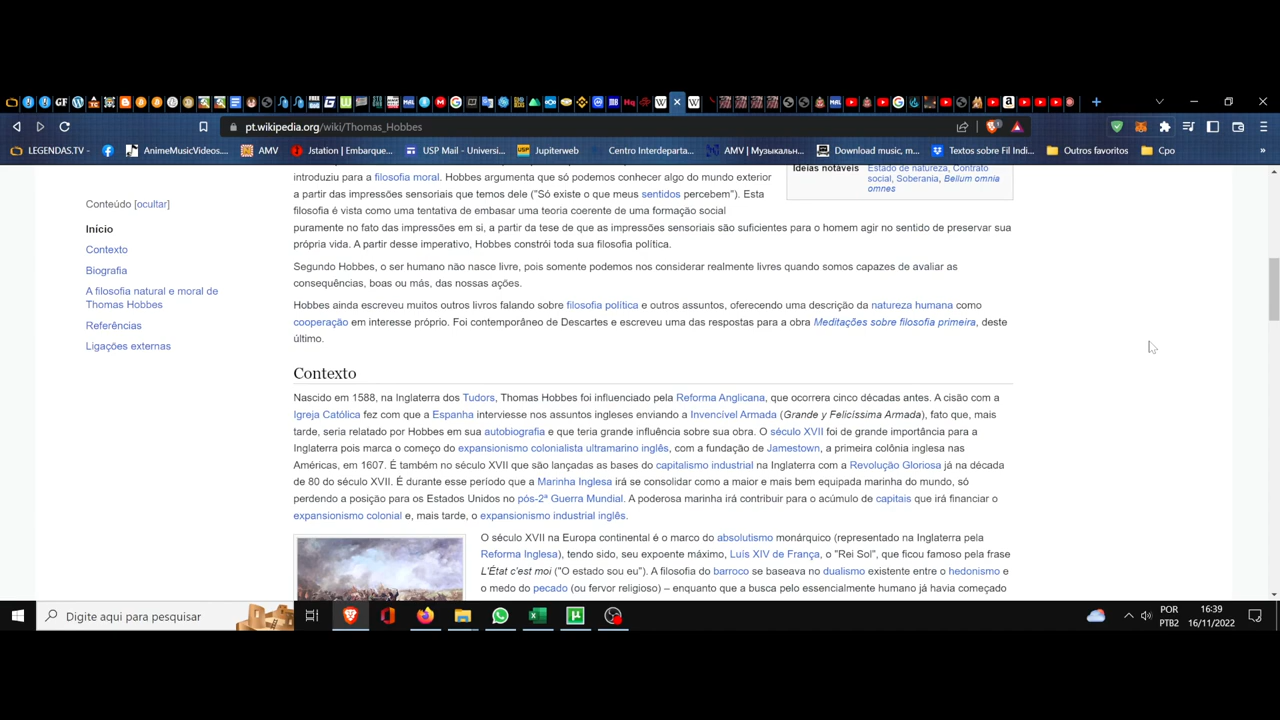 pt.wikipedia.org/wiki/Thomas_Hobbes
LEGENDAS.TV -
AnimeMusicVideos...
AMV
Jstation | Embarque...
USP Mail - Universi...
Jupiterweb
Centro Interdeparta...
AMV | Музыкальн...
Download music, m...
Textos sobre Fil Indi...
Outros favoritos
Cpo
Conteúdo [ocultar]
Início
Contexto
Biografia
A filosofia natural e moral de
Thomas Hobbes
Referências
Ligações externas
introduziu para a filosofia moral. Hobbes argumenta que só podemos conhecer algo do mundo exterior
a partir das impressões sensoriais que temos dele ("Só existe o que meus sentidos percebem"). Esta
filosofia é vista como uma tentativa de embasar uma teoria coerente de uma formação social
puramente no fato das impressões em si, a partir da tese de que as impressões sensoriais são suficientes para o homem agir no sentido de preservar sua
própria vida. A partir desse imperativo, Hobbes constrói toda sua filosofia política.
Ideias notáveis
Estado de natureza, Contrato
social, Soberania, Bellum omnia
omnes
Segundo Hobbes, o ser humano não nasce livre, pois somente podemos nos considerar realmente livres quando somos capazes de avaliar as
consequências, boas ou más, das nossas ações.
Hobbes ainda escreveu muitos outros livros falando sobre filosofia política e outros assuntos, oferecendo uma descrição da natureza humana como
cooperação em interesse próprio. Foi contemporâneo de Descartes e escreveu uma das respostas para a obra Meditações sobre filosofia primeira, deste
último.
Contexto
Nascido em 1588, na Inglaterra dos Tudors, Thomas Hobbes foi influenciado pela Reforma Anglicana, que ocorrera cinco décadas antes. A cisão com a
Igreja Católica fez com que a Espanha interviesse nos assuntos ingleses enviando a Invencível Armada (Grande y Felicíssima Armada), fato que, mais
tarde, seria relatado por Hobbes em sua autobiografia e que teria grande influência sobre sua obra. O século XVII foi de grande importância para a
Inglaterra pois marca o começo do expansionismo colonialista ultramarino inglês, com a fundação de Jamestown, a primeira colônia inglesa nas
Américas, em 1607. É também no século XVII que são lançadas as bases do capitalismo industrial na Inglaterra com a Revolução Gloriosa já na década
de 80 do século XVII. É durante esse período que a Marinha Inglesa irá se consolidar como a maior e mais bem equipada marinha do mundo, só
perdendo a posição para os Estados Unidos no pós-2ª Guerra Mundial. A poderosa marinha irá contribuir para o acúmulo de capitais que irá financiar o
expansionismo colonial e, mais tarde, o expansionismo industrial inglês.
O século XVII na Europa continental é o marco do absolutismo monárquico (representado na Inglaterra pela
Reforma Inglesa), tendo sido, seu expoente máximo, Luís XIV de França, o "Rei Sol", que ficou famoso pela frase
L'État c'est moi ("O estado sou eu"). A filosofia do barroco se baseava no dualismo existente entre o hedonismo e
o medo do pecado (ou fervor religioso) – enquanto que a busca pelo essencialmente humano já havia começado
Digite aqui para pesquisar
POR
PTB2
16:39
16/11/2022